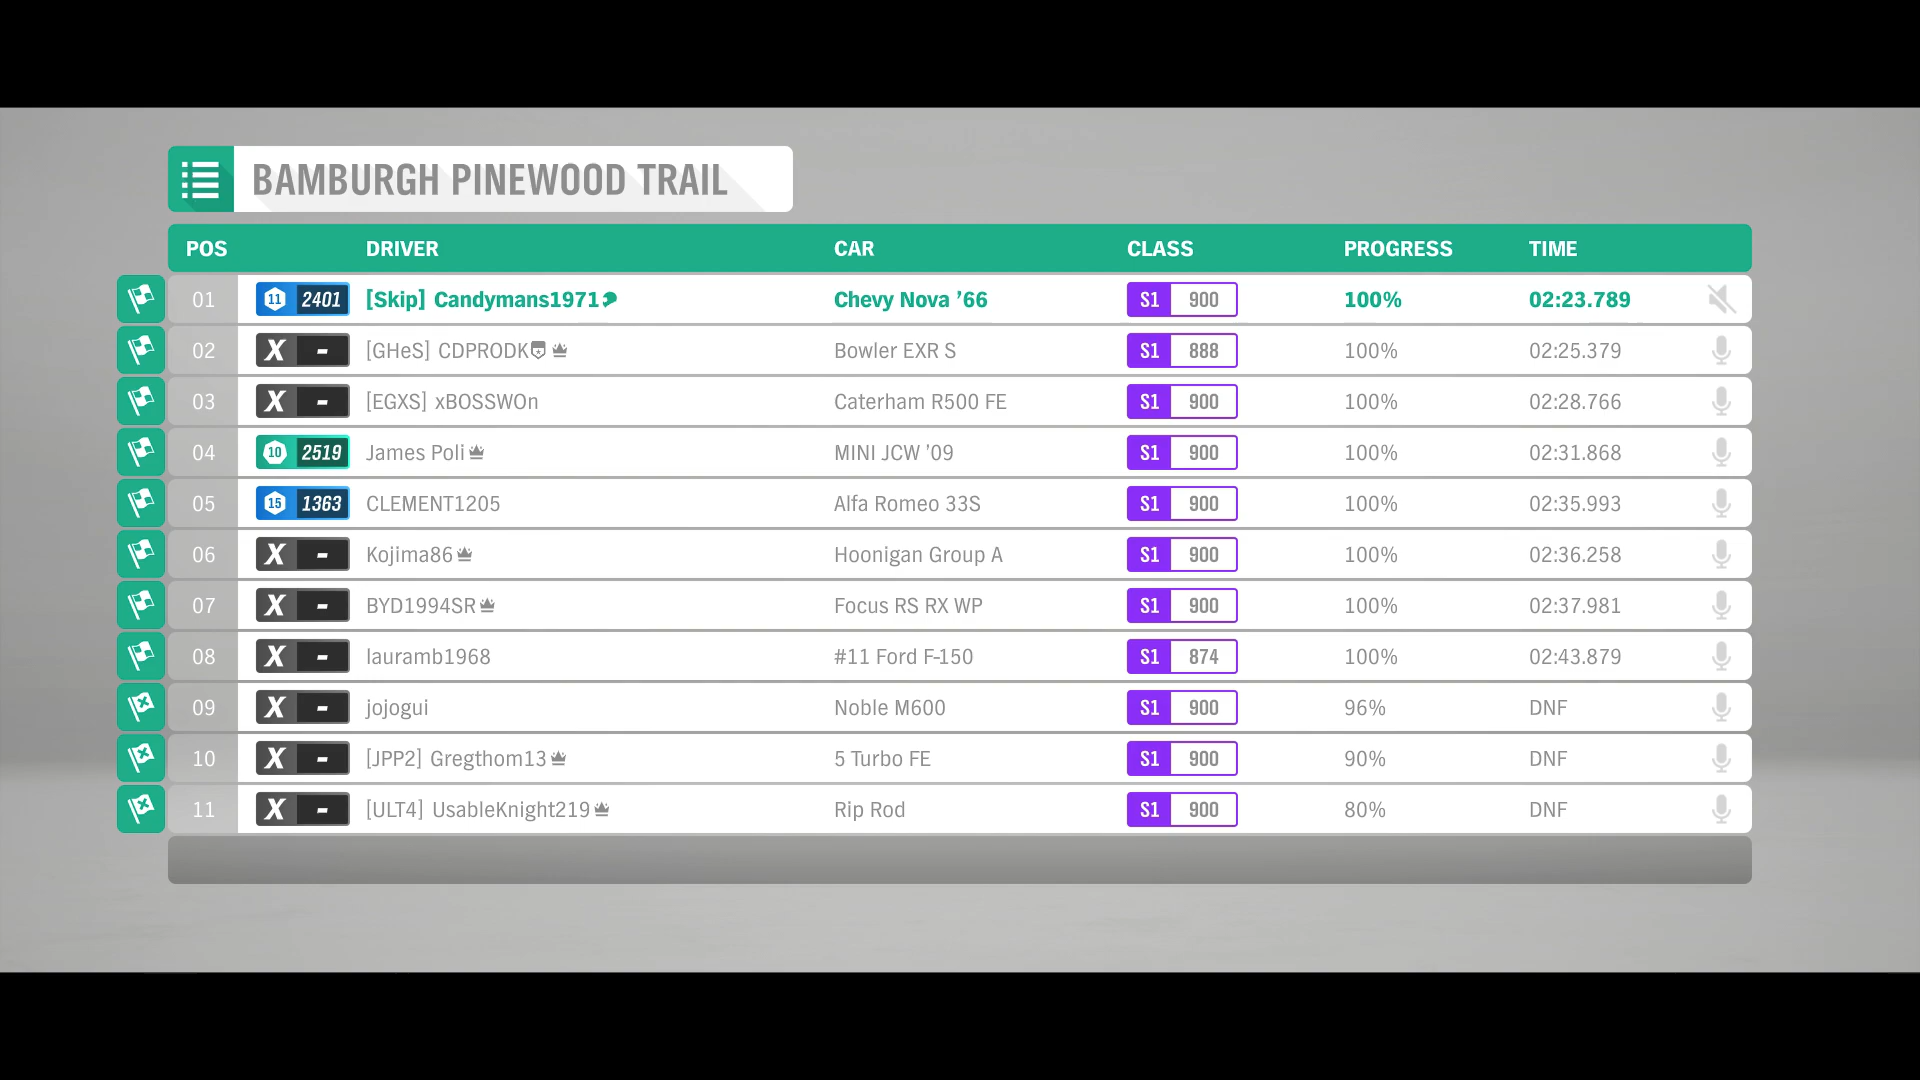 BAMBURGH PINEWOOD TRAIL
POS DRIVER CAR CLASS PROGRESS TIME
01 11 2401 [Skip] Candymans1971 Chevy Nova ’66 S1 900 100% 02:23.789
02 X - [GHeS] CDPRODK Bowler EXR S S1 888 100% 02:25.379
03 X - [EGXS] xBOSSWOn Caterham R500 FE S1 900 100% 02:28.766
04 10 2519 James Poli MINI JCW ’09 S1 900 100% 02:31.868
05 15 1363 CLEMENT1205 Alfa Romeo 33S S1 900 100% 02:35.993
06 X - Kojima86 Hoonigan Group A S1 900 100% 02:36.258
07 X - BYD1994SR Focus RS RX WP S1 900 100% 02:37.981
08 X - lauramb1968 #11 Ford F-150 S1 874 100% 02:43.879
09 X - jojogui Noble M600 S1 900 96% DNF
10 X - [JPP2] Gregthom13 5 Turbo FE S1 900 90% DNF
11 X - [ULT4] UsableKnight219 Rip Rod S1 900 80% DNF